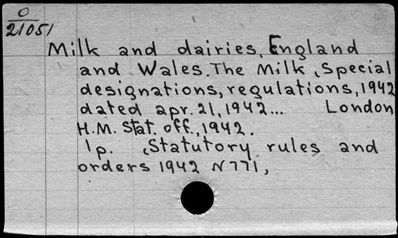 0
21051
Milk and dairies, England
and Wales. The Milk, Special
designations, regulations, 1942
dated apr. 21, 1942... London
H.M. Stat. off., 1942.
1p. (Statutory rules and
orders 1942 N771,